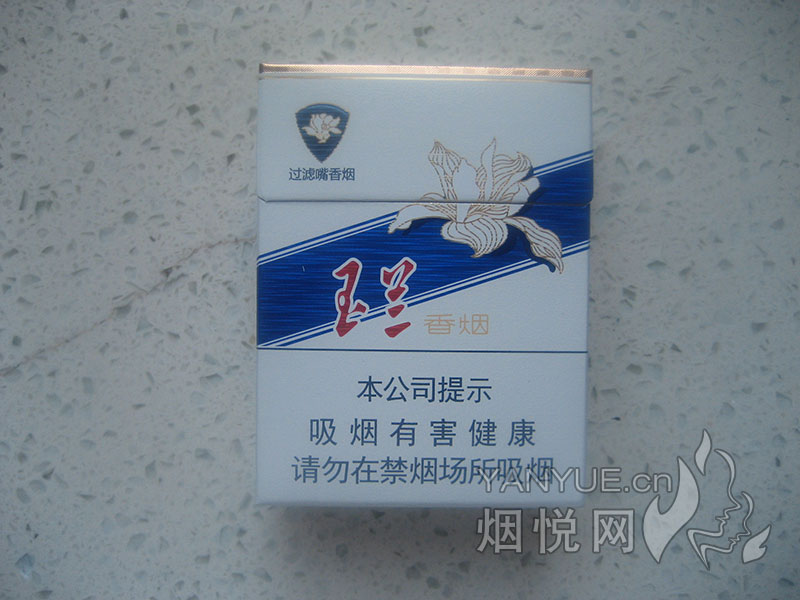 过滤嘴香烟
玉兰 香烟
本公司提示
吸烟有害健康
请勿在禁烟场所吸烟
YANYUE.cn
烟悦网